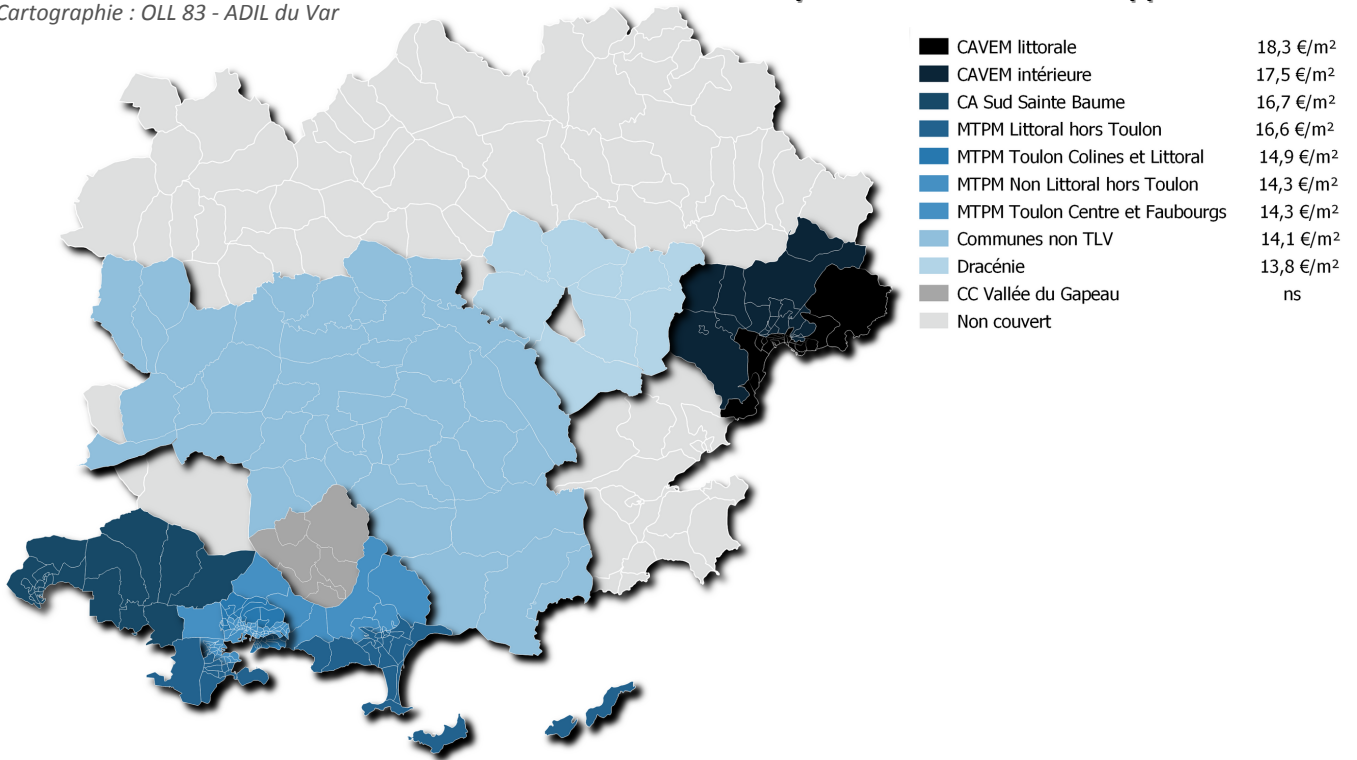 Cartographie : OLL 83 - ADIL du Var
CAVEM littorale 18,3 €/m²
CAVEM intérieure 17,5 €/m²
CA Sud Sainte Baume 16,7 €/m²
MTPM Littoral hors Toulon 16,6 €/m²
MTPM Toulon Colines et Littoral 14,9 €/m²
MTPM Non Littoral hors Toulon 14,3 €/m²
MTPM Toulon Centre et Faubourgs 14,3 €/m²
Communes non TLV 14,1 €/m²
Dracénie 13,8 €/m²
CC Vallée du Gapeau ns
Non couvert